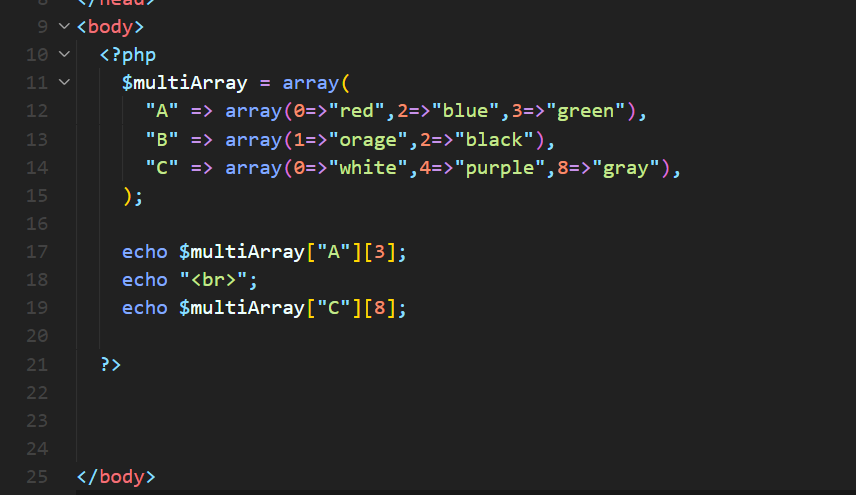 8 </head>
9 <body>
10 <?php
11 $multiArray = array(
12 "A" => array(0=>"red",2=>"blue",3=>"green"),
13 "B" => array(1=>"orage",2=>"black"),
14 "C" => array(0=>"white",4=>"purple",8=>"gray"),
15 );
16
17 echo $multiArray["A"][3];
18 echo "<br>";
19 echo $multiArray["C"][8];
20
21 ?>
22
23
24
25 </body>